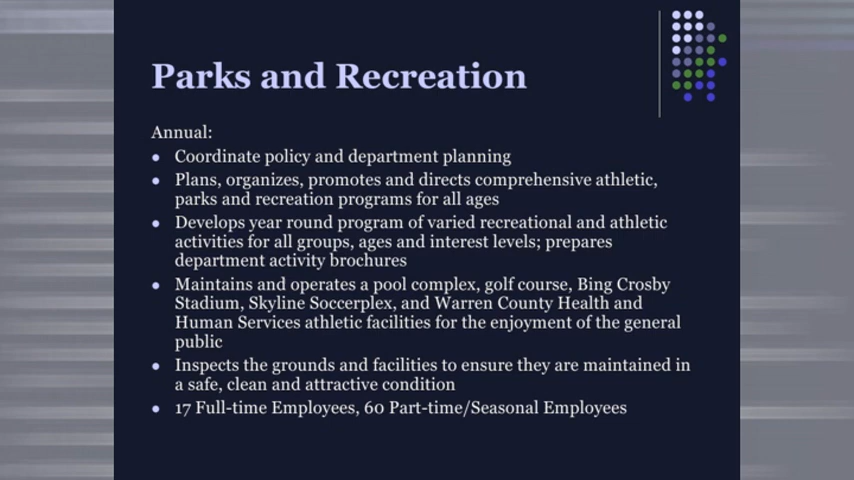 Parks and Recreation
Annual:
• Coordinate policy and department planning
• Plans, organizes, promotes and directs comprehensive athletic,
parks and recreation programs for all ages
• Develops year round program of varied recreational and athletic
activities for all groups, ages and interest levels; prepares
department activity brochures
• Maintains and operates a pool complex, golf course, Bing Crosby
Stadium, Skyline Soccerplex, and Warren County Health and
Human Services athletic facilities for the enjoyment of the general
public
• Inspects the grounds and facilities to ensure they are maintained in
a safe, clean and attractive condition
• 17 Full-time Employees, 60 Part-time/Seasonal Employees